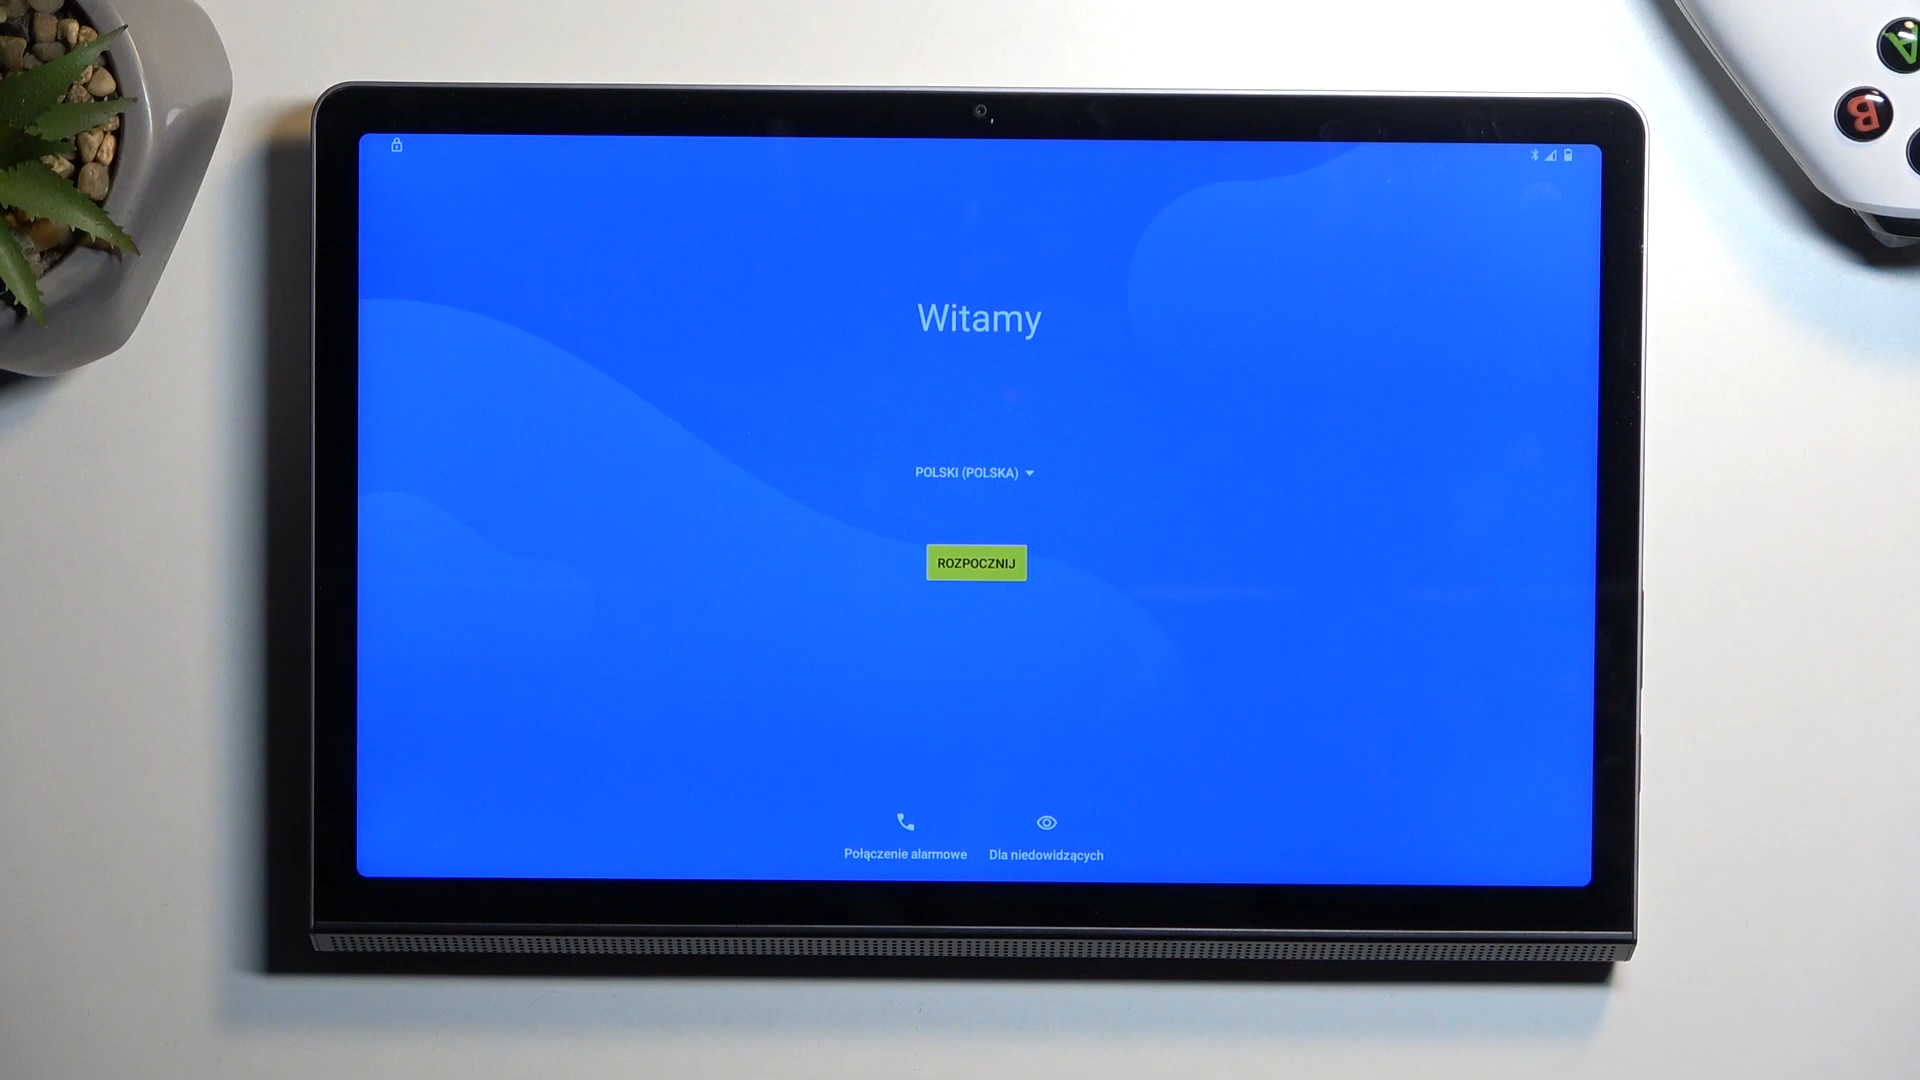 A
B
Witamy
POLSKI (POLSKA)
ROZPOCZNIJ
Połączenie alarmowe
Dla niedowidzących